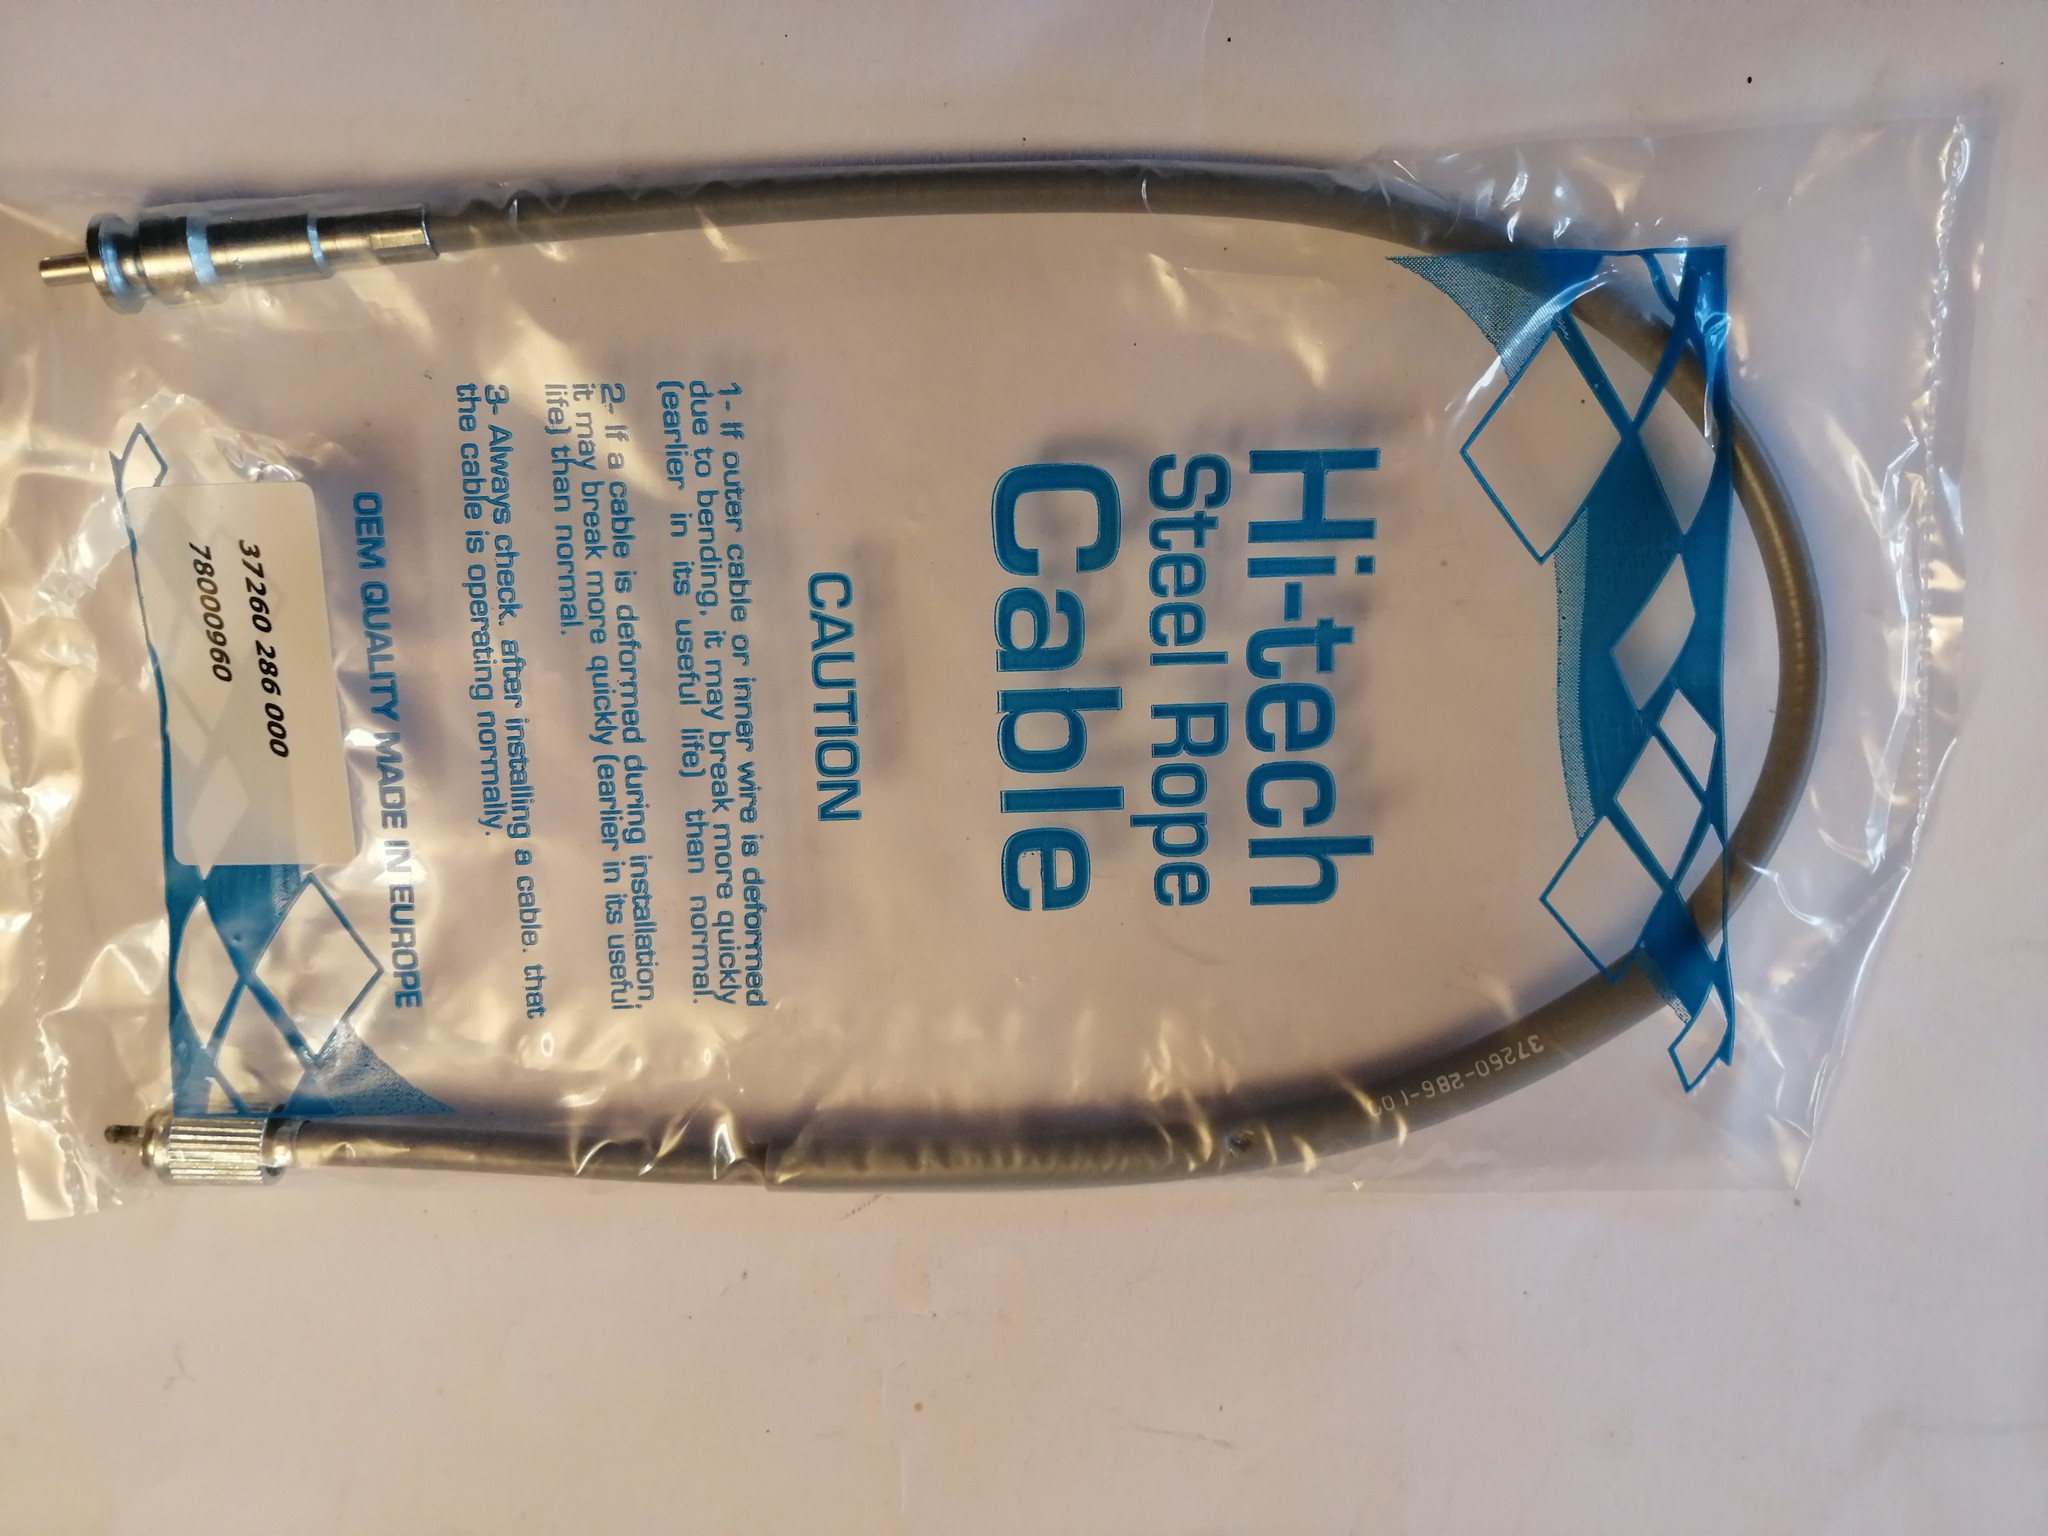 Hi-tech
Steel Rope
Cable
CAUTION
1- If outer cable or inner wire is deformed
due to bending, it may break more quickly
(earlier in its useful life) than normal.
2- If a cable is deformed during installation,
it may break more quickly (earlier in its useful
life) than normal.
3- Always check, after installing a cable. that
the cable is operating normally.
OEM QUALITY MADE IN EUROPE
37260 286 000
78000960
37260-286-